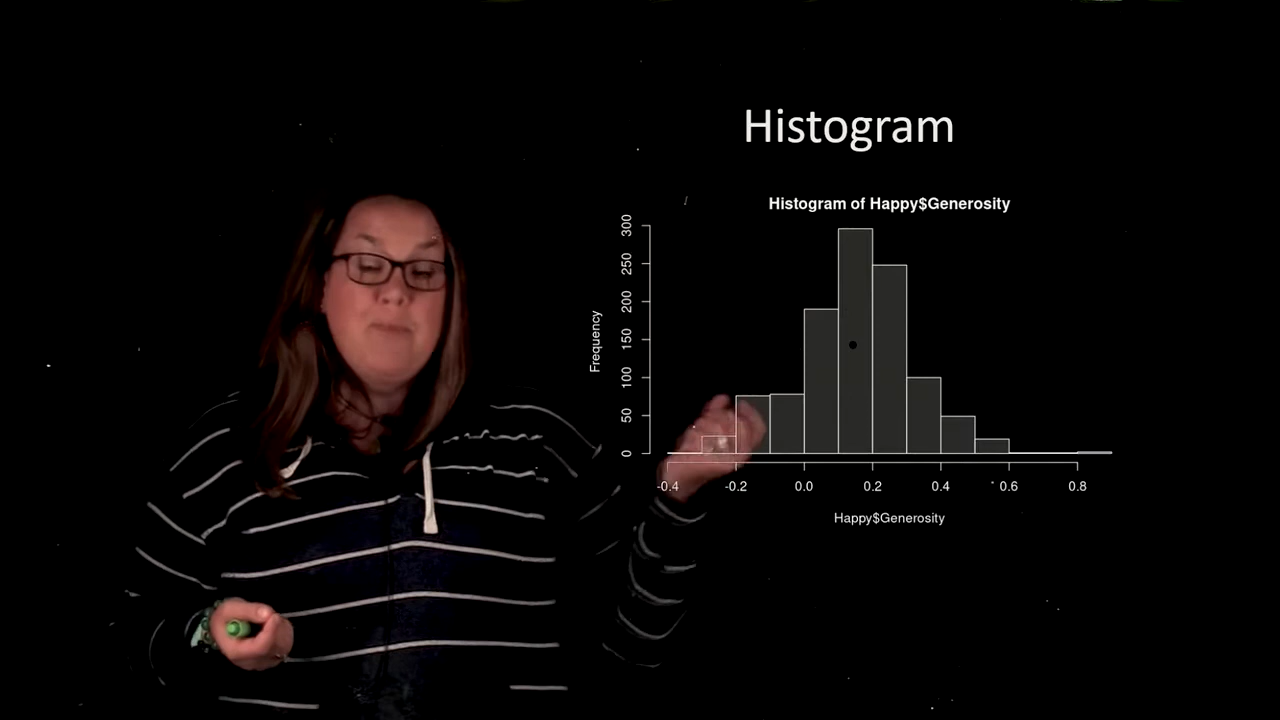 Histogram
Histogram of Happy$Generosity
300
250
200
150
100
50
0
Frequency
-0.4 -0.2 0.0 0.2 0.4 0.6 0.8
Happy$Generosity